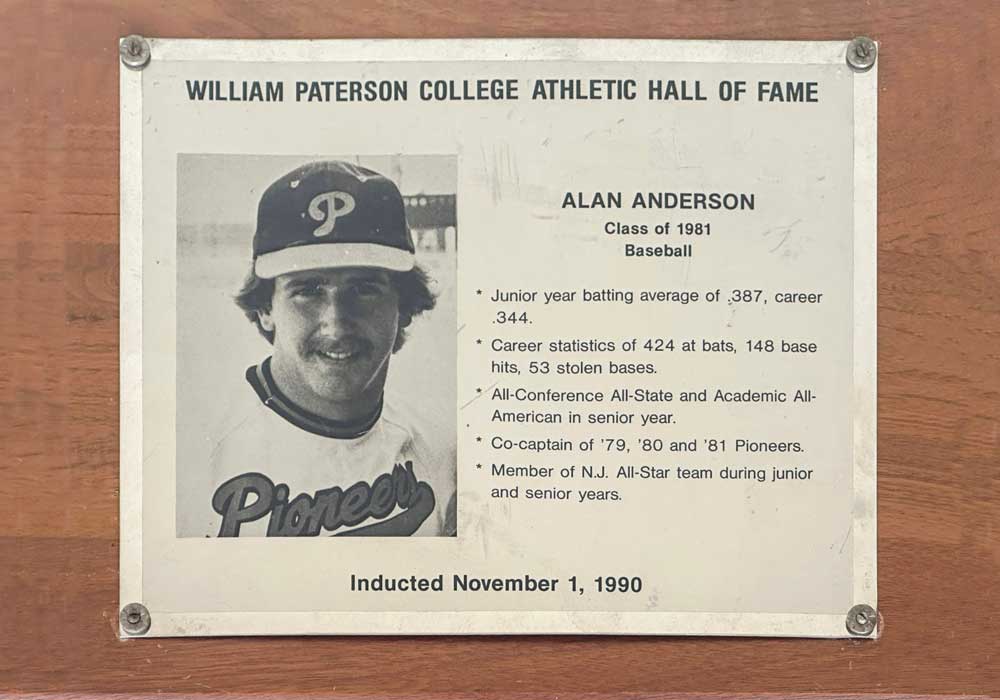 WILLIAM PATERSON COLLEGE ATHLETIC HALL OF FAME
P
Pioneers
ALAN ANDERSON
Class of 1981
Baseball
* Junior year batting average of .387, career
.344.
* Career statistics of 424 at bats, 148 base
hits, 53 stolen bases.
* All-Conference All-State and Academic All-
American in senior year.
* Co-captain of '79, '80 and '81 Pioneers.
* Member of N.J. All-Star team during junior
and senior years.
Inducted November 1, 1990